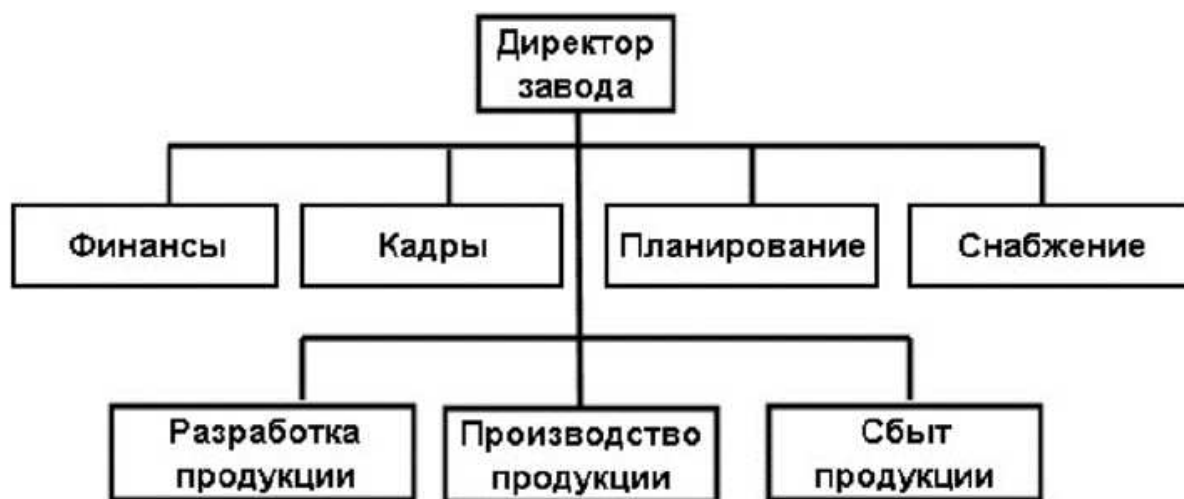 Директор
завода
Финансы
Кадры
Планирование
Снабжение
Разработка
продукции
Производство
продукции
Сбыт
продукции